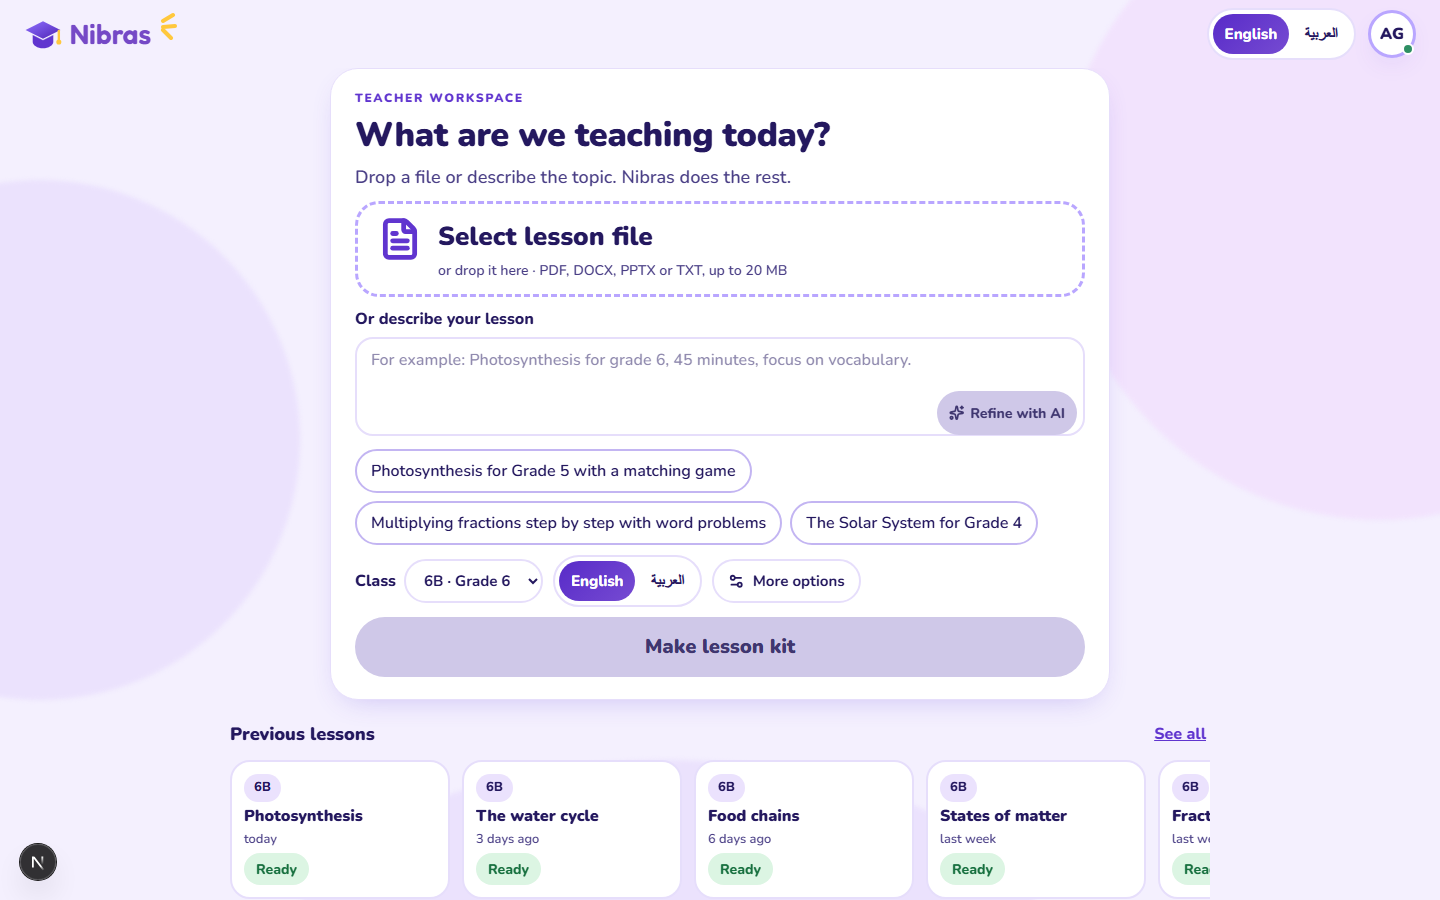 Nibras
English العربية AG
TEACHER WORKSPACE
What are we teaching today?
Drop a file or describe the topic. Nibras does the rest.
Select lesson file
or drop it here · PDF, DOCX, PPTX or TXT, up to 20 MB
Or describe your lesson
For example: Photosynthesis for grade 6, 45 minutes, focus on vocabulary.
Refine with AI
Photosynthesis for Grade 5 with a matching game
Multiplying fractions step by step with word problems The Solar System for Grade 4
Class 6B · Grade 6 English العربية More options
Make lesson kit
Previous lessons See all
6B 6B 6B 6B 6B
Photosynthesis The water cycle Food chains States of matter Fract
today 3 days ago 6 days ago last week last we
Ready Ready Ready Ready Rea
N